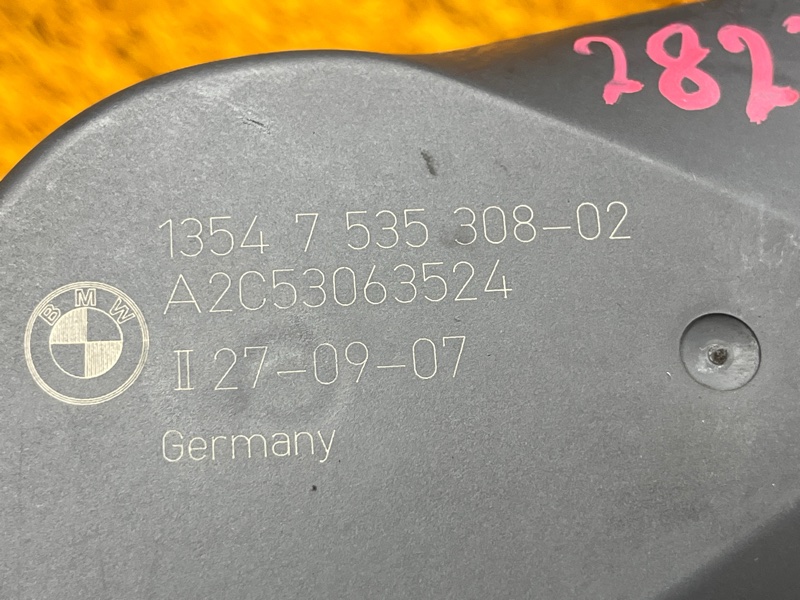 282
1354 7 535 308-02
A2C53063524
BMW
II 27-09-07
Germany